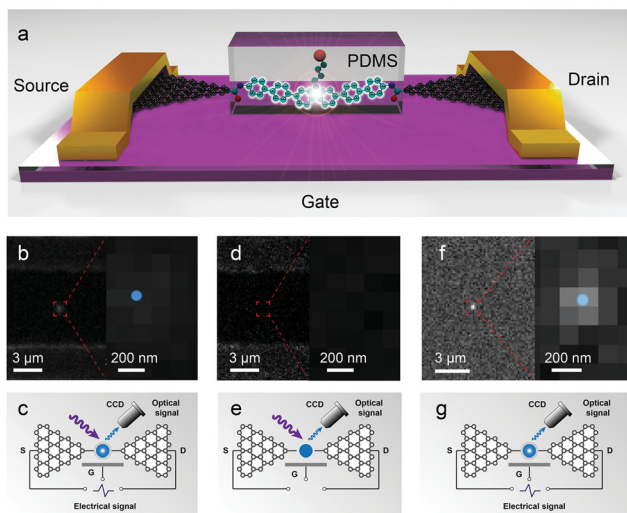 a
PDMS
Source
Drain
Gate
b
d
f
3 μm
200 nm
3 μm
200 nm
3 μm
200 nm
c
CCD
Optical
signal
S
D
G
Electrical signal
e
CCD
Optical
signal
S
D
G
g
CCD
Optical
signal
S
D
G
Electrical signal